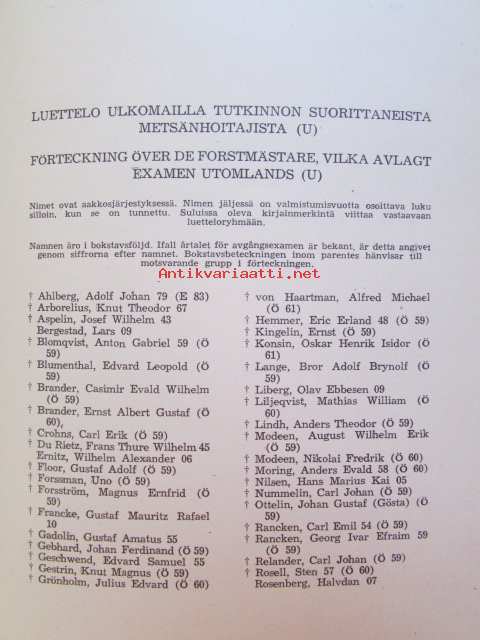 LUETTELO ULKOMAILLA TUTKINNON SUORITTANEISTA
METSÄNHOITAJISTA (U)
FÖRTECKNING ÖVER DE FORSTMÄSTARE, VILKA AVLAGT
EXAMEN UTOMLANDS (U)
Nimet ovat aakkosjärjestyksessä. Nimen jäljessä on valmistumisvuotta osoittava luku
silloin, kun se on tunnettu. Suluissa oleva kirjainmerkintä viittaa vastaavaan
luetteloryhmään.
Namnen äro i bokstavsföljd. Ifall årtalet för avgångsexamen är bekant, är detta angivet
genom siffrorna efter namnet. Bokstavsbeteckningen inom parentes hänvisar till
motsvarande grupp i förteckningen.
Antikvariaatti.net
† Ahlberg, Adolf Johan 79 (E 83)
† Arborelius, Knut Theodor 67
† Aspelin, Josef Wilhelm 43
Bergestad, Lars 09
† Blomqvist, Anton Gabriel 59 (Ö
59)
† Blumenthal, Edvard Leopold (Ö
59)
† Brander, Casimir Evald Wilhelm
(Ö 59)
† Brander, Ernst Albert Gustaf (Ö
60),
† Crohns, Carl Erik (Ö 59)
† Du Rietz, Frans Thure Wilhelm 45
Ernitz, Wilhelm Alexander 06
† Floor, Gustaf Adolf (Ö 59)
† Forssman, Uno (Ö 59)
† Forsström, Magnus Ernfrid (Ö
59)
† Francke, Gustaf Mauritz Rafael
10
† Gadolin, Gustaf Amatus 55
† Gebhard, Johan Ferdinand (Ö 59)
† Geschwend, Edvard Samuel 55
† Gestrin, Knut Magnus (Ö 59)
† Grönholm, Julius Edvard (Ö 60)
† von Haartman, Alfred Michael
(Ö 61)
† Hemmer, Eric Erland 48 (Ö 59)
† Kingelin, Ernst (Ö 59)
† Konsin, Oskar Henrik Isidor (Ö
61)
† Lange, Bror Adolf Brynolf (Ö
59)
† Liberg, Olav Ebbesen 09
† Liljeqvist, Mathias William (Ö
60)
† Lindh, Anders Theodor (Ö 59)
† Modeen, August Wilhelm Erik
(Ö 59)
† Modeen, Nikolai Fredrik (Ö 60)
† Moring, Anders Evald 58 (Ö 60)
† Nilsen, Hans Marius Kai 05
† Nummelin, Carl Johan (Ö 59)
† Ottelin, Johan Gustaf (Gösta) (Ö
59)
† Rancken, Carl Emil 54 (Ö 59)
† Rancken, Georg Ivar Efraim 59
(Ö 59)
† Relander, Carl Johan (Ö 59)
† Rosell, Sten 57 (Ö 60)
Rosenberg, Halvdan 07